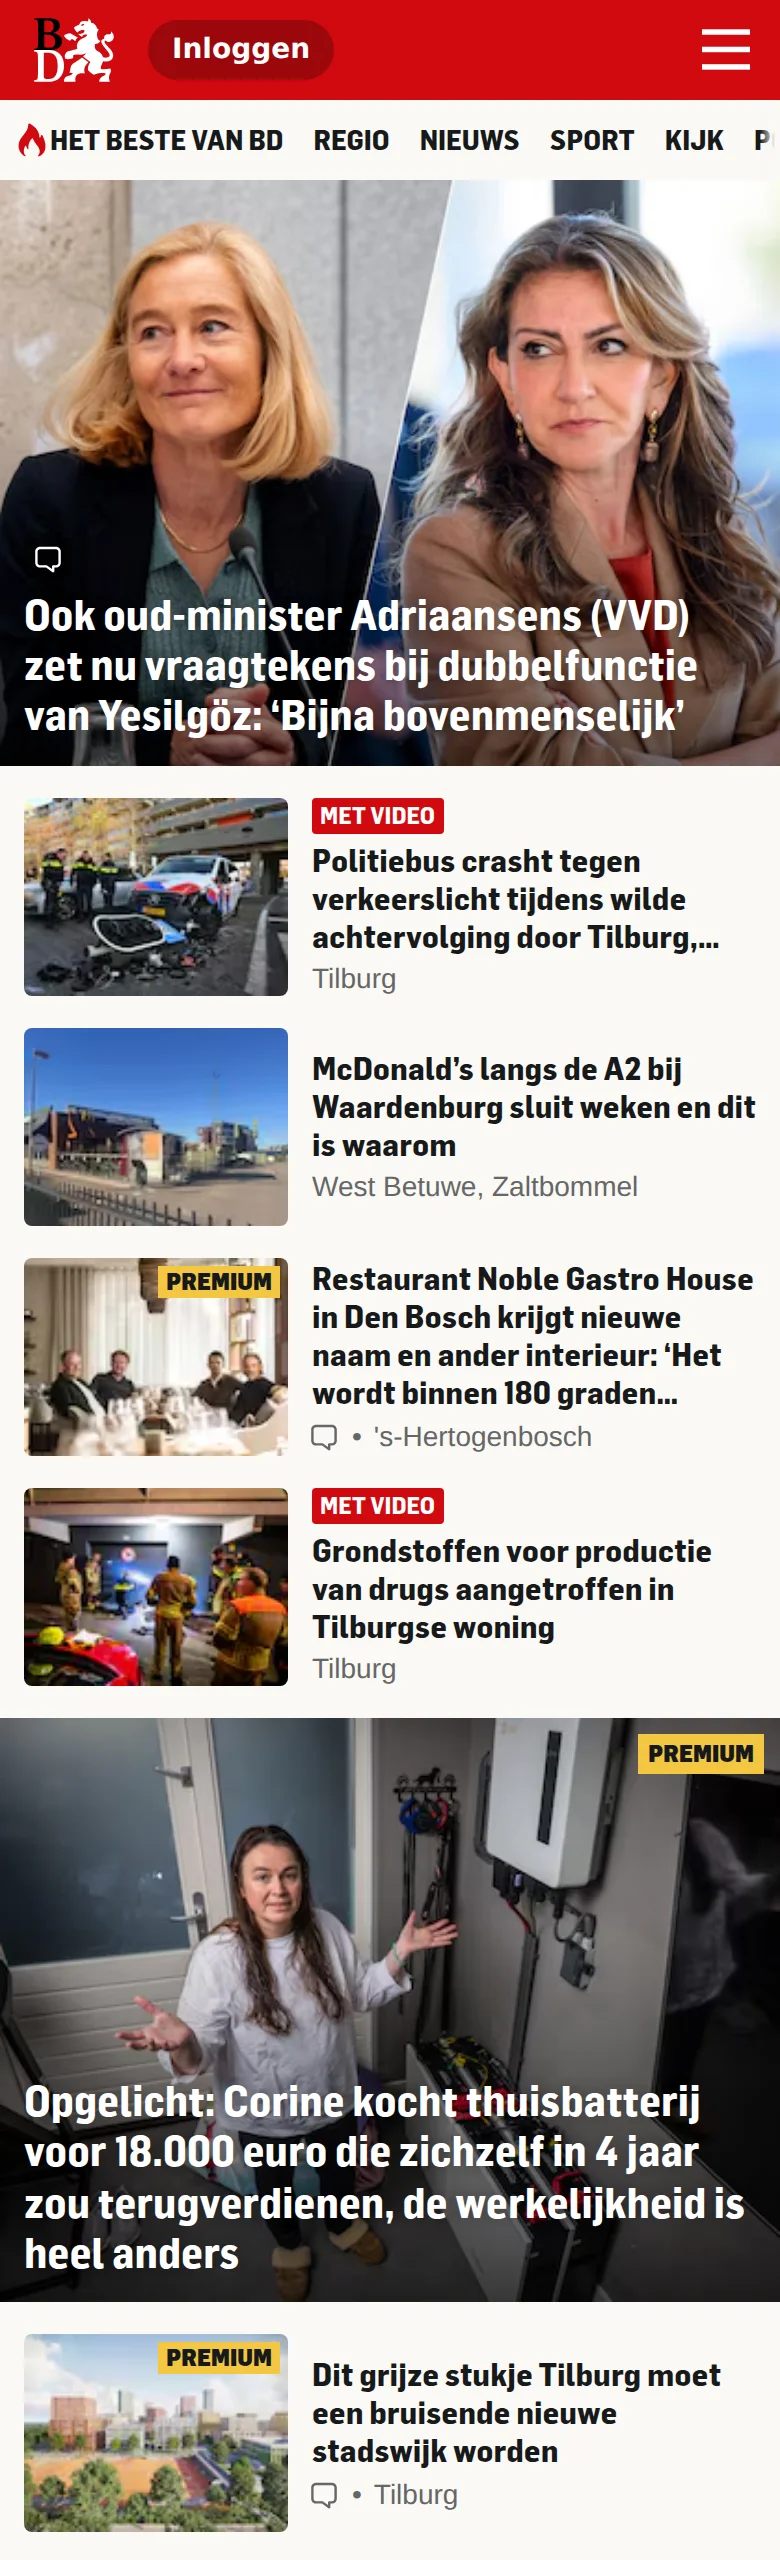 BD
Inloggen
HET BESTE VAN BD REGIO NIEUWS SPORT KIJK
Ook oud-minister Adriaansens (VVD)
zet nu vraagtekens bij dubbelfunctie
van Yesilgöz: ‘Bijna bovenmenselijk’
MET VIDEO
Politiebus crasht tegen
verkeerslicht tijdens wilde
achtervolging door Tilburg,...
Tilburg
McDonald’s langs de A2 bij
Waardenburg sluit weken en dit
is waarom
West Betuwe, Zaltbommel
PREMIUM
Restaurant Noble Gastro House
in Den Bosch krijgt nieuwe
naam en ander interieur: ‘Het
wordt binnen 180 graden...
• 's-Hertogenbosch
MET VIDEO
Grondstoffen voor productie
van drugs aangetroffen in
Tilburgse woning
Tilburg
PREMIUM
Opgelicht: Corine kocht thuisbatterij
voor 18.000 euro die zichzelf in 4 jaar
zou terugverdienen, de werkelijkheid is
heel anders
PREMIUM
Dit grijze stukje Tilburg moet
een bruisende nieuwe
stadswijk worden
• Tilburg